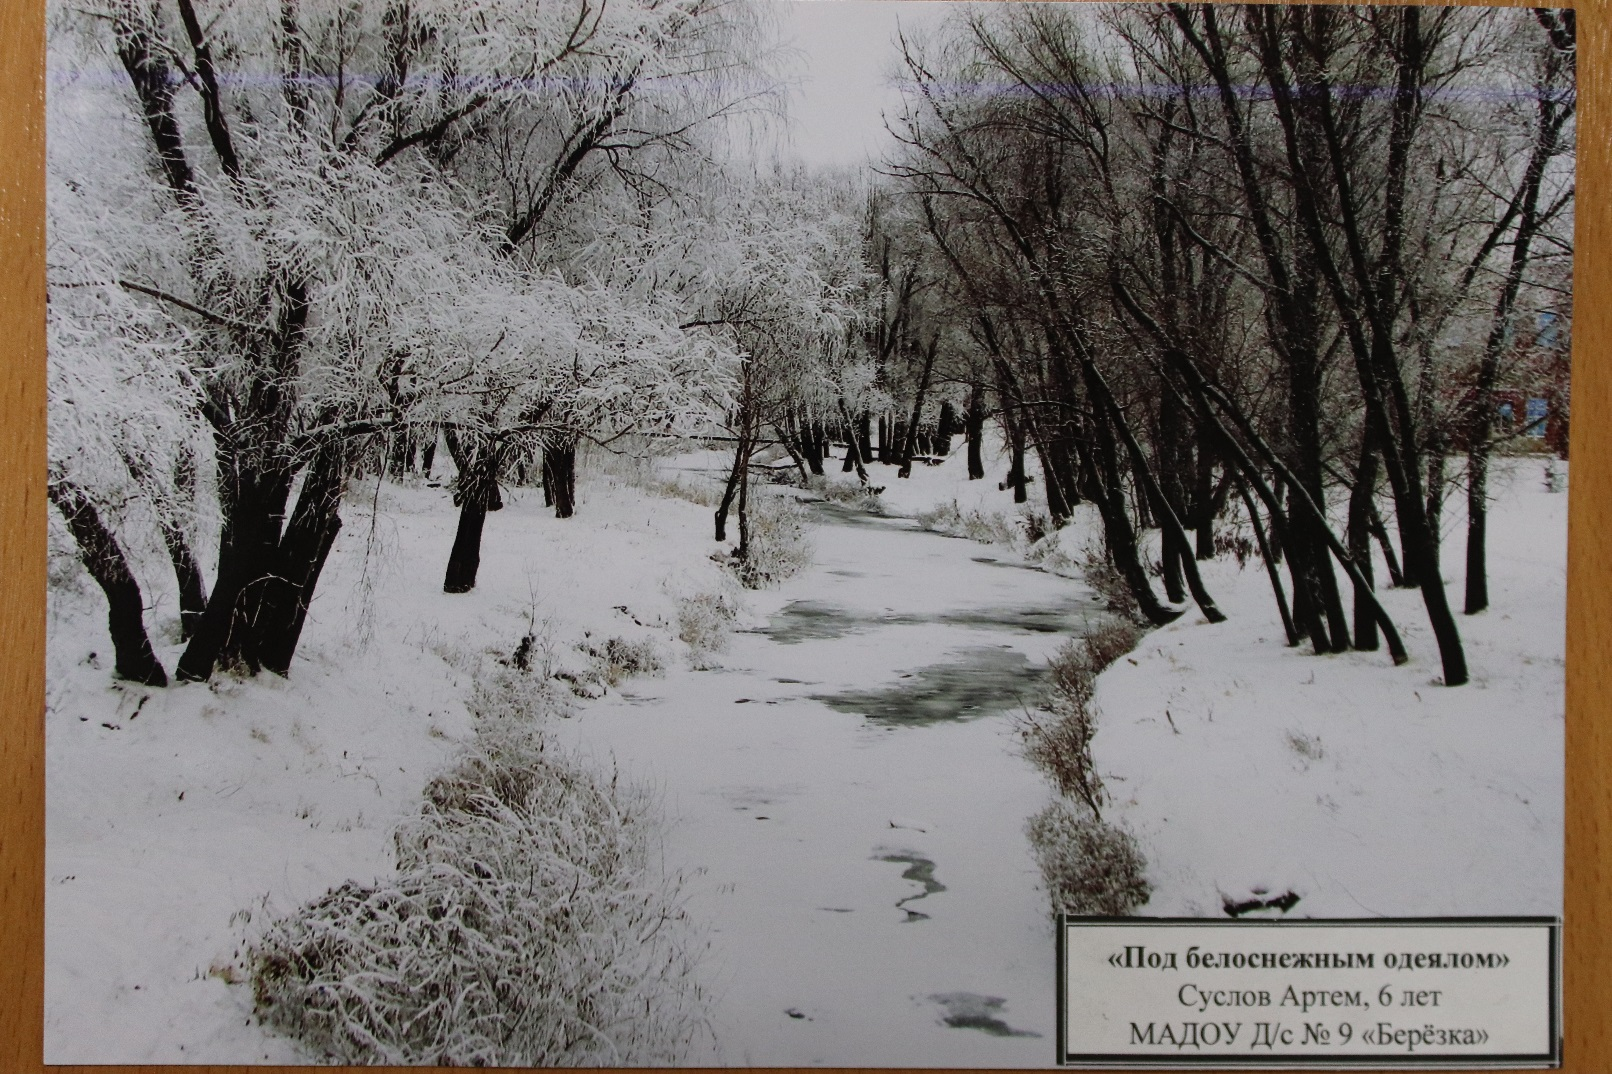 «Под белоснежным одеялом»
Суслов Артем, 6 лет
МАДОУ Д/с № 9 «Берёзка»